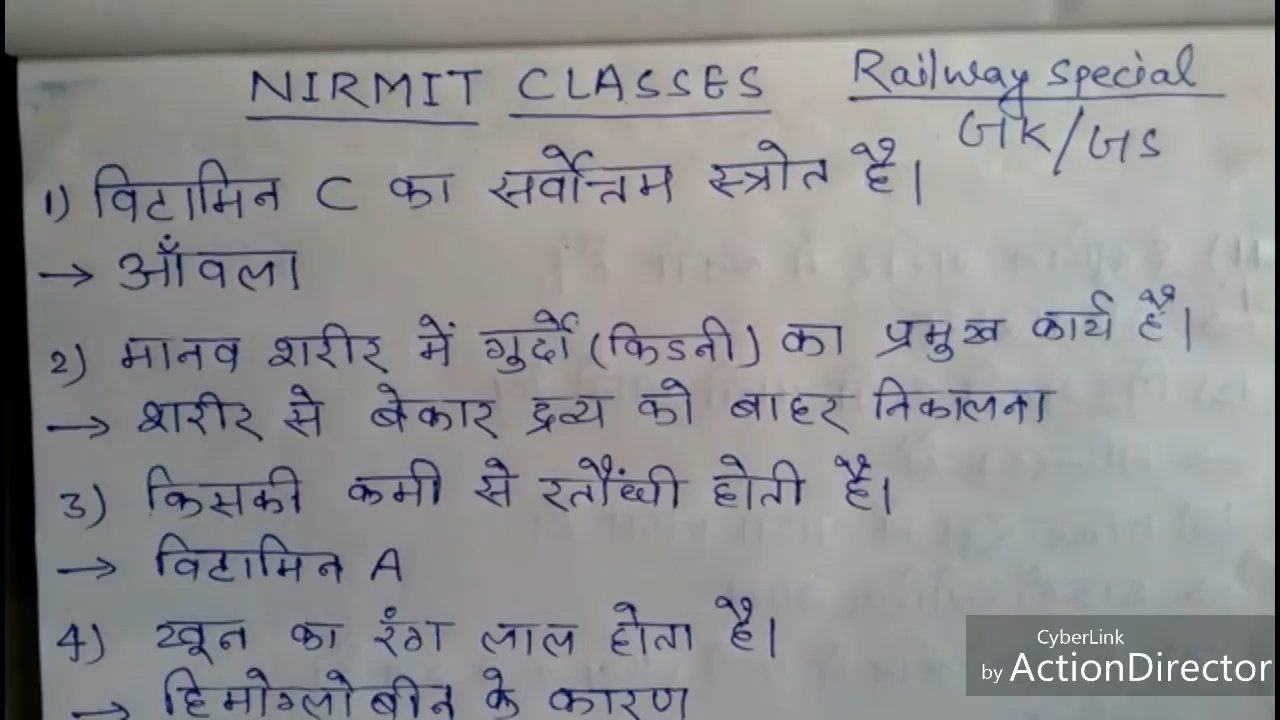 NIRMIT CLASSES Railway special
GK/GS
1) विटामिन C का सर्वोत्तम स्त्रोत है।
→ आँवला
2) मानव शरीर में गुर्दो (किडनी) का प्रमुख कार्य है।
→ शरीर से बेकार द्रव्य को बाहर निकालना
3) किसकी कमी से रतौंधी होती है।
→ विटामिन A
4) खून का रंग लाल होता है।
→ हिमोग्लोबीन के कारण
CyberLink
by ActionDirector